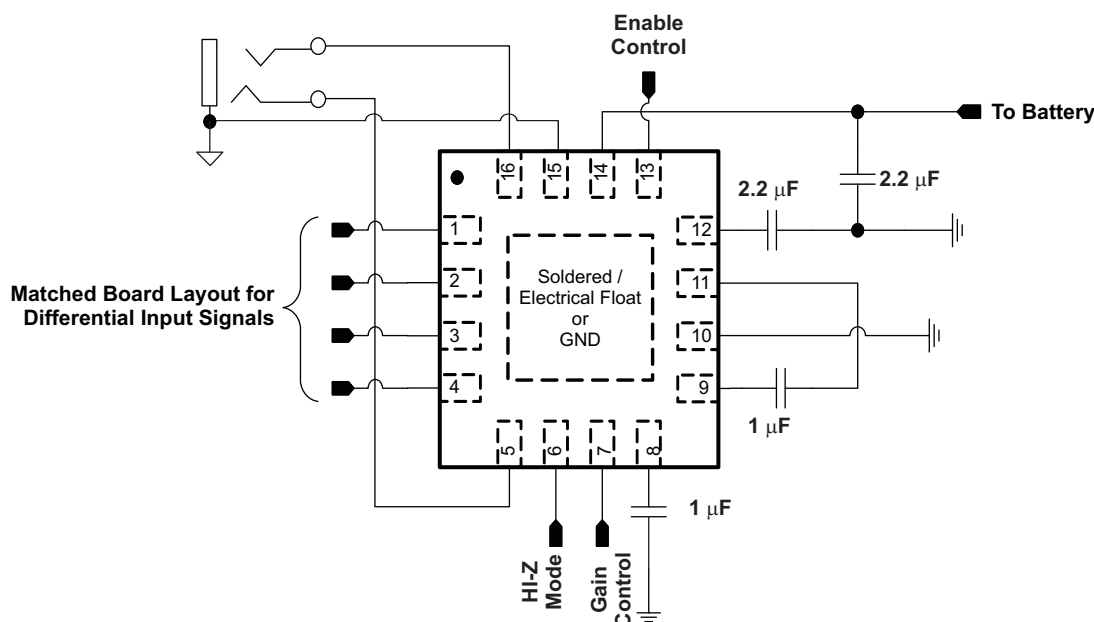 Enable
Control
To Battery
16
15
14
13
2.2 μF
2.2 μF
1
12
Matched Board Layout for
Differential Input Signals
2
11
Soldered /
Electrical Float
or
GND
3
10
4
9
1 μF
5
6
7
8
1 μF
HI-Z
Mode
Gain
Control